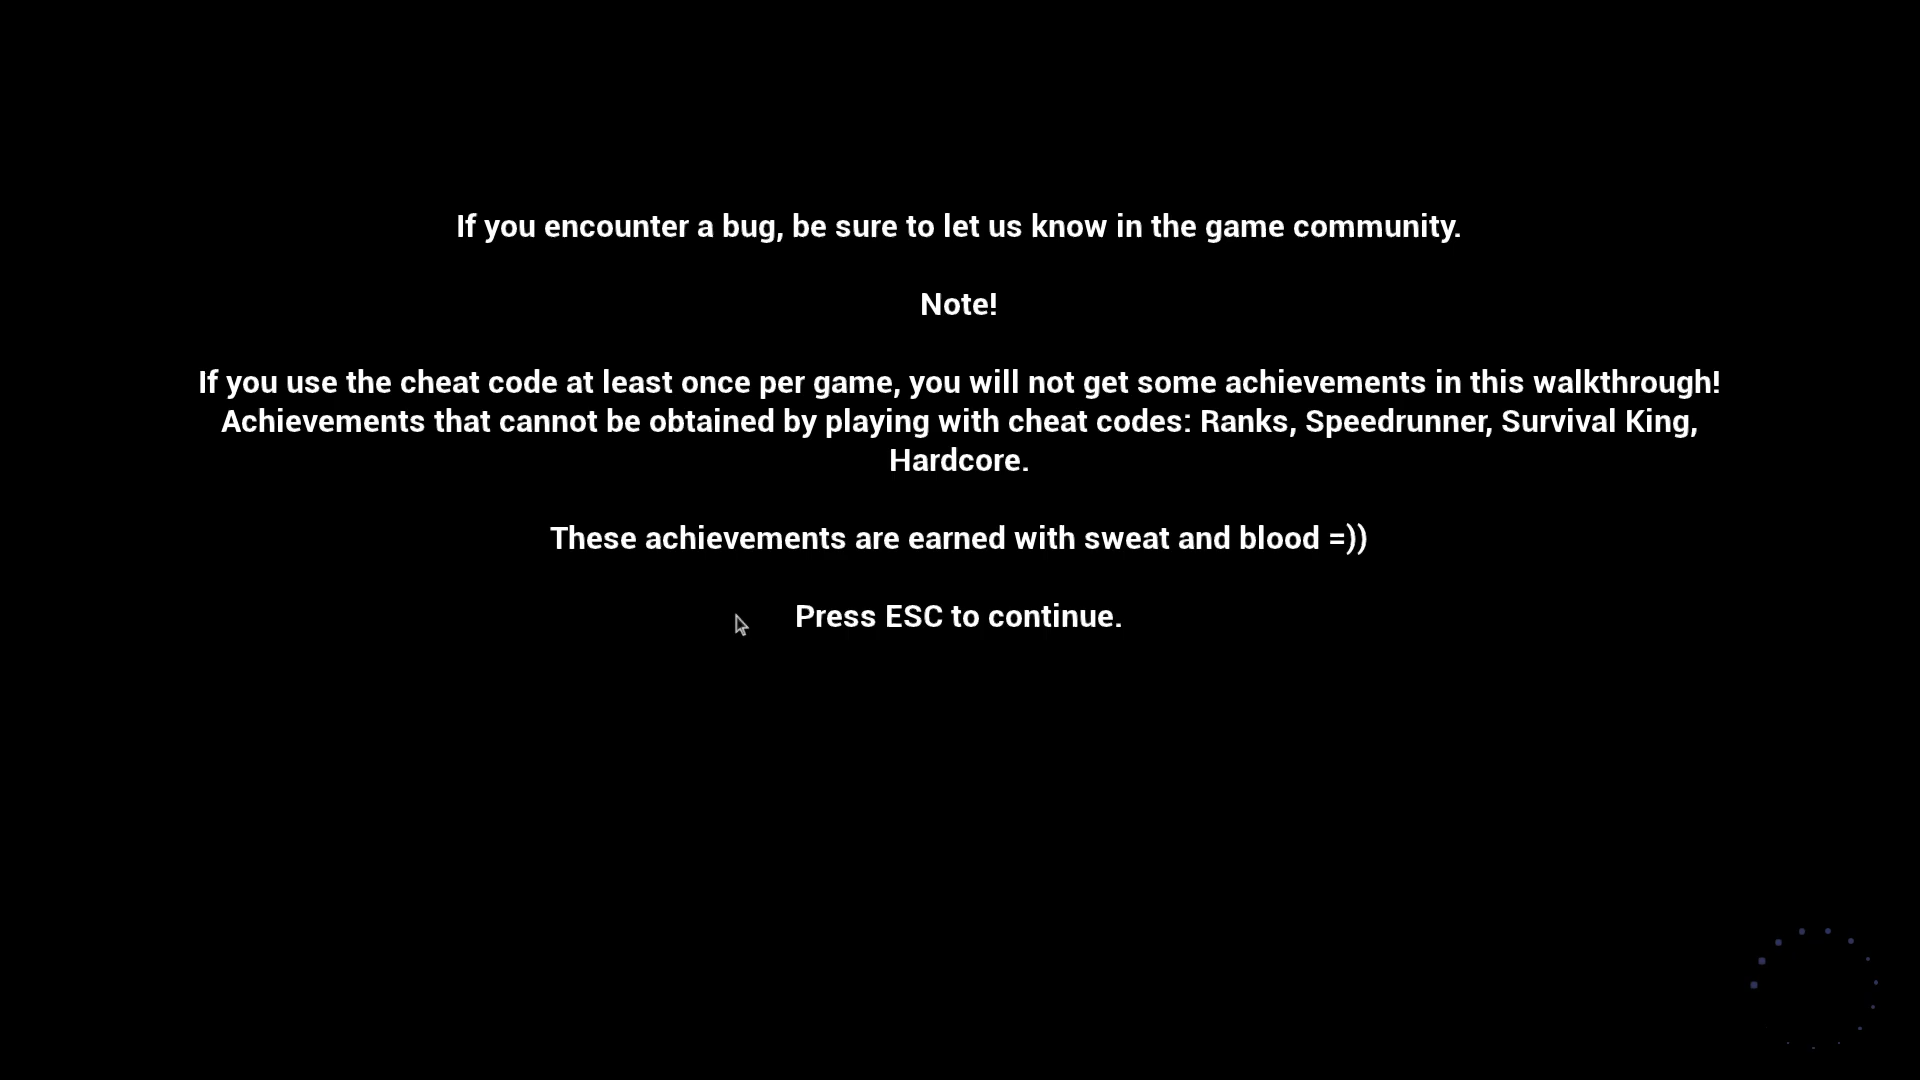 If you encounter a bug, be sure to let us know in the game community.
Note!
If you use the cheat code at least once per game, you will not get some achievements in this walkthrough!
Achievements that cannot be obtained by playing with cheat codes: Ranks, Speedrunner, Survival King,
Hardcore.
These achievements are earned with sweat and blood =))
Press ESC to continue.